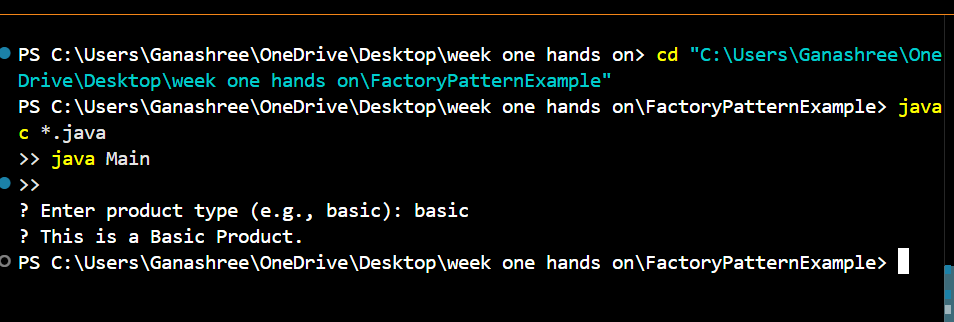 PS C:\Users\Ganashree\OneDrive\Desktop\week one hands on> cd "C:\Users\Ganashree\One
Drive\Desktop\week one hands on\FactoryPatternExample"
PS C:\Users\Ganashree\OneDrive\Desktop\week one hands on\FactoryPatternExample> java
c *.java
>> java Main
>>
? Enter product type (e.g., basic): basic
? This is a Basic Product.
PS C:\Users\Ganashree\OneDrive\Desktop\week one hands on\FactoryPatternExample>